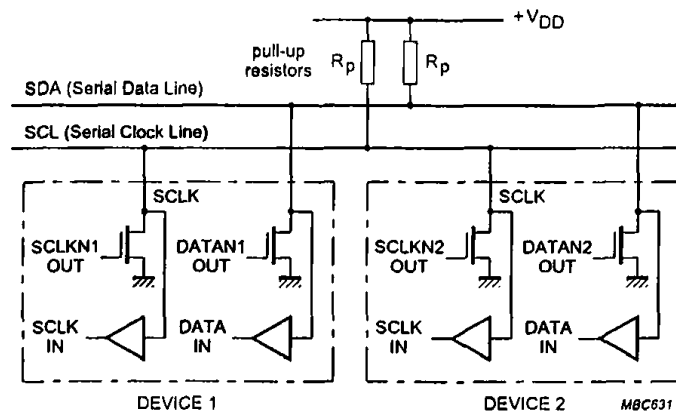 +VDD
pull-up
resistors
Rp
Rp
SDA (Serial Data Line)
SCL (Serial Clock Line)
SCLK
SCLK
SCLKN1
OUT
DATAN1
OUT
SCLKN2
OUT
DATAN2
OUT
SCLK
IN
DATA
IN
SCLK
IN
DATA
IN
DEVICE 1
DEVICE 2
MBC631